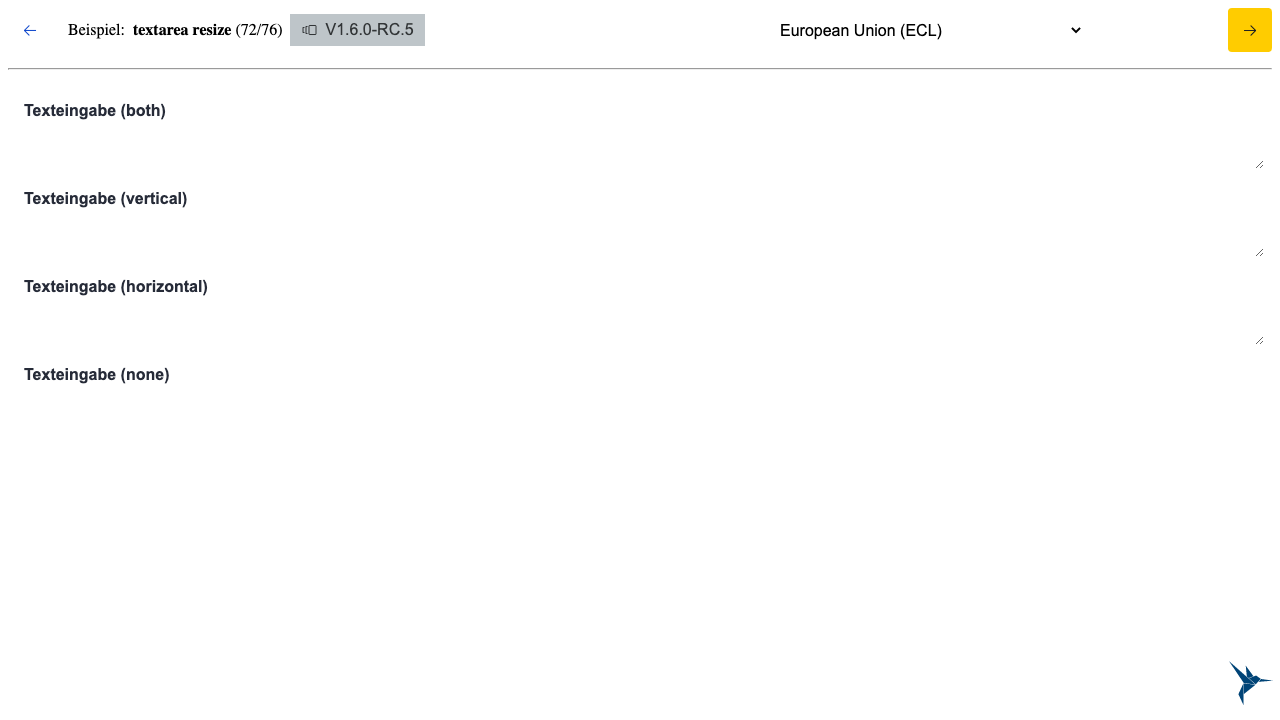 Beispiel: textarea resize (72/76) V1.6.0-RC.5 European Union (ECL)
Texteingabe (both)
Texteingabe (vertical)
Texteingabe (horizontal)
Texteingabe (none)